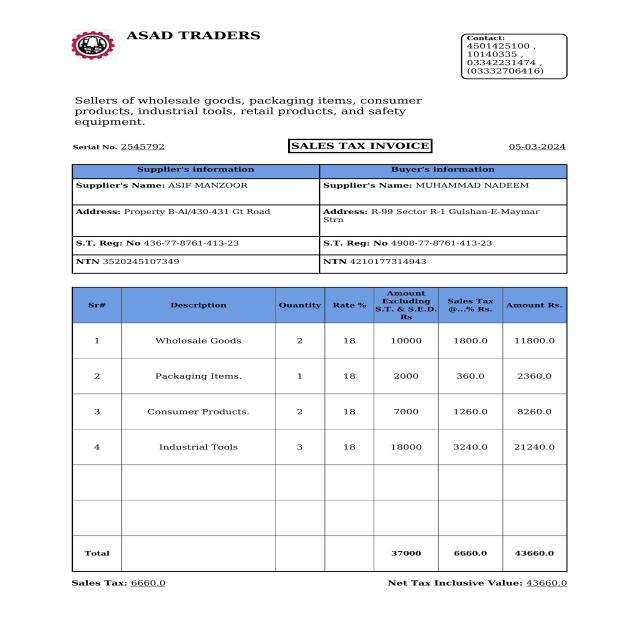 ASAD TRADERS
Contact:
4501425100 ,
10140335 ,
03342231474 ,
(03332706416)
Sellers of wholesale goods, packaging items, consumer
products, industrial tools, retail products, and safety
equipment.
Serial No. 2545792 SALES TAX INVOICE 05-03-2024
Supplier's information Buyer's information
Supplier's Name: ASIF MANZOOR Supplier's Name: MUHAMMAD NADEEM
Address: Property B-Al/430-431 Gt Road Address: R-99 Sector R-1 Gulshan-E-Maymar
Strn
S.T. Reg: No 436-77-8761-413-23 S.T. Reg: No 4908-77-8761-413-23
NTN 3520245107349 NTN 4210177314943
Sr# Description Quantity Rate % Amount Excluding S.T. & S.E.D. Rs Sales Tax @...% Rs. Amount Rs.
1 Wholesale Goods 2 18 10000 1800.0 11800.0
2 Packaging Items. 1 18 2000 360.0 2360.0
3 Consumer Products. 2 18 7000 1260.0 8260.0
4 Industrial Tools 3 18 18000 3240.0 21240.0
Total 37000 6660.0 43660.0
Sales Tax: 6660.0 Net Tax Inclusive Value: 43660.0